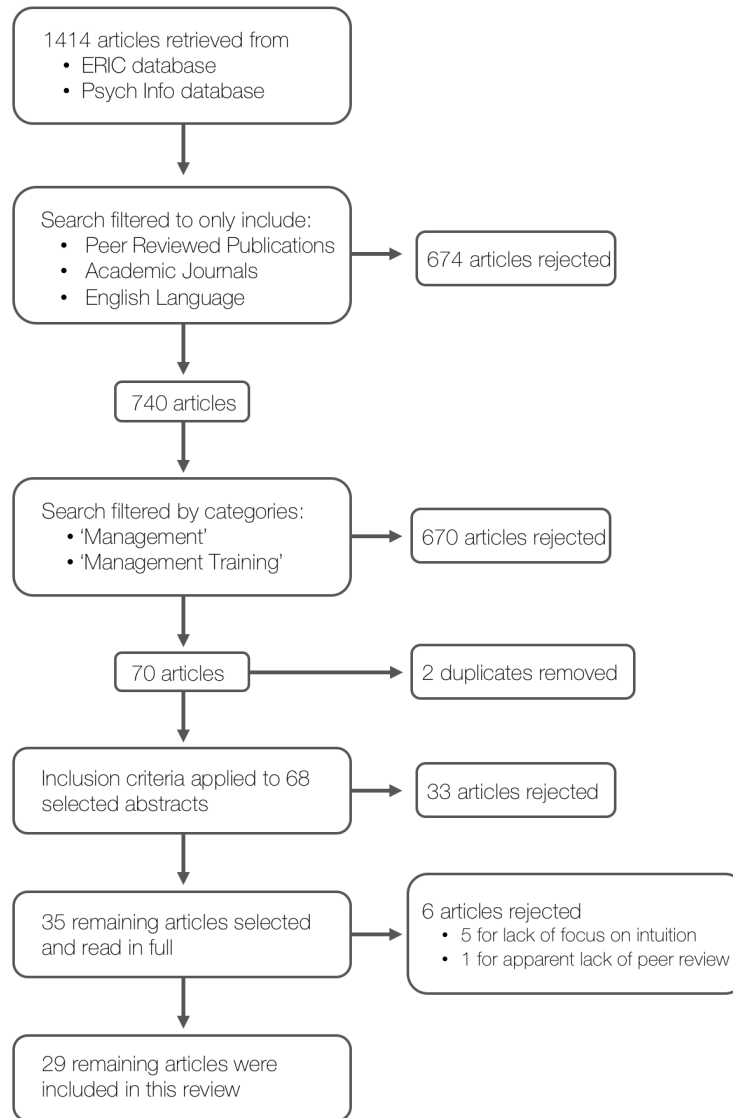 1414 articles retrieved from
• ERIC database
• Psych Info database
Search filtered to only include:
• Peer Reviewed Publications
• Academic Journals
• English Language
674 articles rejected
740 articles
Search filtered by categories:
• ‘Management’
• ‘Management Training’
670 articles rejected
70 articles
2 duplicates removed
Inclusion criteria applied to 68
selected abstracts
33 articles rejected
35 remaining articles selected
and read in full
6 articles rejected
• 5 for lack of focus on intuition
• 1 for apparent lack of peer review
29 remaining articles were
included in this review